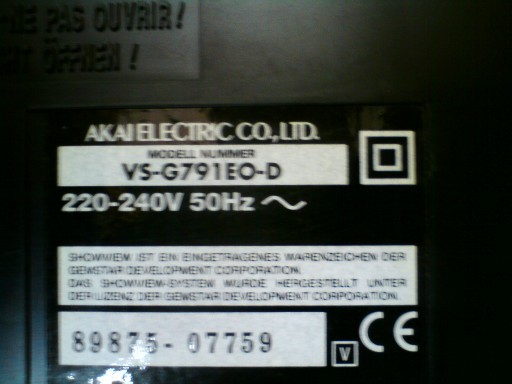 NE PAS OUVRIR!
ÖFFNEN !
AKAI ELECTRIC CO., LTD.
MODELL NUMMER
VS-G791EO-D
220-240V 50Hz ~
SHOWVIEW IST EIN EINGETRAGENES WARENZEICHEN DER
GEMSTAR DEVELOPMENT CORPORATION.
DAS SHOWVIEW-SYSTEM WURDE HERGESTELLT UNTER
DER LIZENZ DER GEMSTAR DEVELOPMENT CORPORATION.
89875-07759
V CE